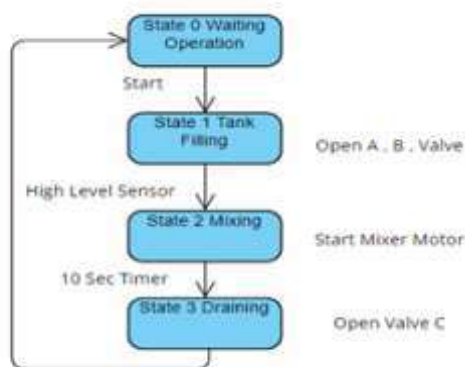 State 0 Waiting
Operation
Start
State 1 Tank
Filling
Open A , B , Valve
High Level Sensor
State 2 Mixing
Start Mixer Motor
10 Sec Timer
State 3 Draining
Open Valve C